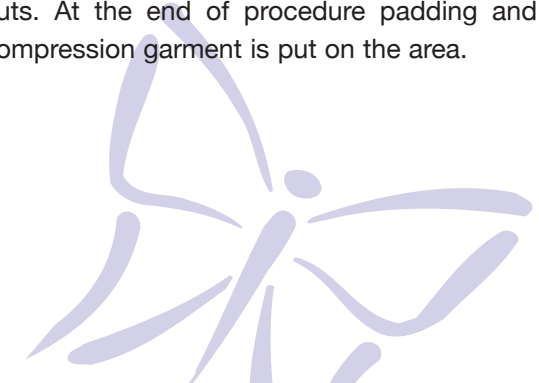 uts. At the end of procedure padding and
ompression garment is put on the area.